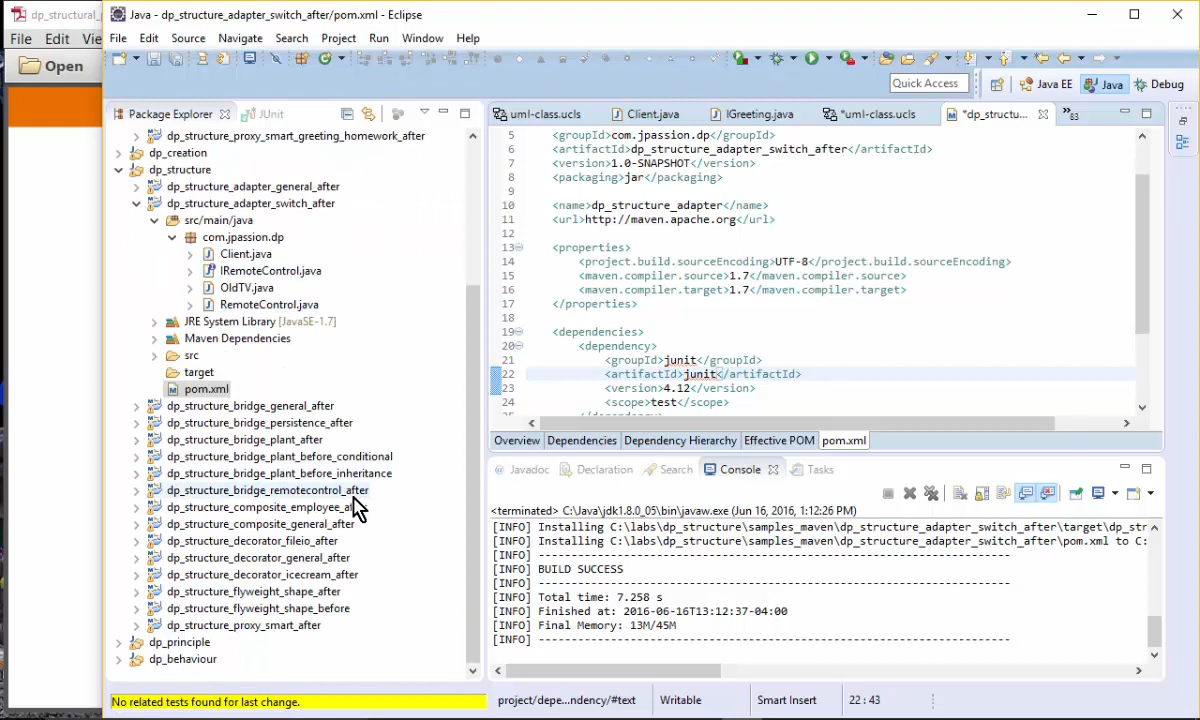 dp_structural_
Java - dp_structure_adapter_switch_after/pom.xml - Eclipse
File Edit Vie
File Edit Source Navigate Search Project Run Window Help
Open
Quick Access
Java EE
Java
Debug
Package Explorer
JUnit
uml-class.ucls
Client.java
IGreeting.java
*uml-class.ucls
*dp_structu...
83
dp_structure_proxy_smart_greeting_homework_after
dp_creation
dp_structure
dp_structure_adapter_general_after
dp_structure_adapter_switch_after
src/main/java
com.jpassion.dp
Client.java
IRemoteControl.java
OldTV.java
RemoteControl.java
JRE System Library [JavaSE-1.7]
Maven Dependencies
src
target
pom.xml
dp_structure_bridge_general_after
dp_structure_bridge_persistence_after
dp_structure_bridge_plant_after
dp_structure_bridge_plant_before_conditional
dp_structure_bridge_plant_before_inheritance
dp_structure_bridge_remotecontrol_after
dp_structure_composite_employee_af
dp_structure_composite_general_after
dp_structure_decorator_fileio_after
dp_structure_decorator_general_after
dp_structure_decorator_icecream_after
dp_structure_flyweight_shape_after
dp_structure_flyweight_shape_before
dp_structure_proxy_smart_after
dp_principle
dp_behaviour
5 <groupId>com.jpassion.dp</groupId>
6 <artifactId>dp_structure_adapter_switch_after</artifactId>
7 <version>1.0-SNAPSHOT</version>
8 <packaging>jar</packaging>
9
10 <name>dp_structure_adapter</name>
11 <url>http://maven.apache.org</url>
12
13 <properties>
14 <project.build.sourceEncoding>UTF-8</project.build.sourceEncoding>
15 <maven.compiler.source>1.7</maven.compiler.source>
16 <maven.compiler.target>1.7</maven.compiler.target>
17 </properties>
18
19 <dependencies>
20 <dependency>
21 <groupId>junit</groupId>
22 <artifactId>junit</artifactId>
23 <version>4.12</version>
24 <scope>test</scope>
Overview Dependencies Dependency Hierarchy Effective POM pom.xml
Javadoc Declaration Search Console Tasks
<terminated> C:\Java\jdk1.8.0_05\bin\javaw.exe (Jun 16, 2016, 1:12:26 PM)
[INFO] Installing C:\labs\dp_structure\samples_maven\dp_structure_adapter_switch_after\target\dp_str
[INFO] Installing C:\labs\dp_structure\samples_maven\dp_structure_adapter_switch_after\pom.xml to C:
[INFO] ------------------------------------------------------------------------
[INFO] BUILD SUCCESS
[INFO] ------------------------------------------------------------------------
[INFO] Total time: 7.258 s
[INFO] Finished at: 2016-06-16T13:12:37-04:00
[INFO] Final Memory: 13M/45M
[INFO] ------------------------------------------------------------------------
No related tests found for last change.
project/depe...ndency/#text
Writable
Smart Insert
22 : 43